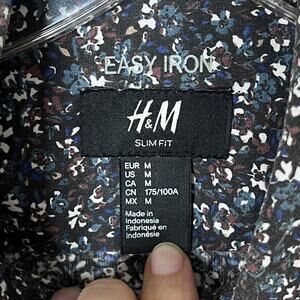 EASY IRON
H&M
SLIM FIT
EUR M
US M
CA M
CN 175/100A
MX M
Made in
Indonesia
Fabriqué en
Indonésie